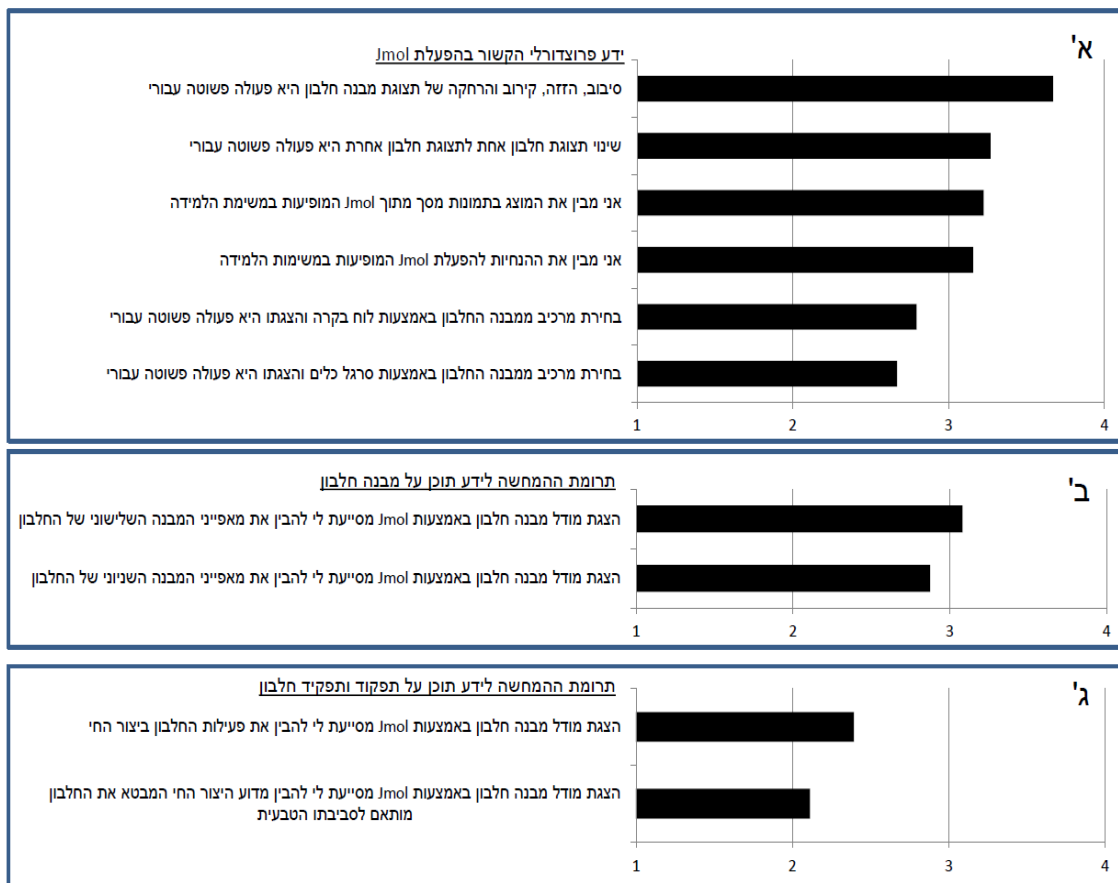 א'
ידע פרוצדורלי הקשור בהפעלת Jmol
סיבוב, הזזה, קירוב והרחקה של תצוגת מבנה חלבון היא פעולה פשוטה עבורי
שינוי תצוגת חלבון אחת לתצוגת חלבון אחרת היא פעולה פשוטה עבורי
אני מבין את המוצג בתמונות מסך מתוך Jmol המופיעות במשימת הלמידה
אני מבין את ההנחיות להפעלת Jmol המופיעות במשימות הלמידה
בחירת מרכיב ממבנה החלבון באמצעות לוח בקרה והצגתו היא פעולה פשוטה עבורי
בחירת מרכיב ממבנה החלבון באמצעות סרגל כלים והצגתו היא פעולה פשוטה עבורי
1 2 3 4
ב'
תרומת ההמחשה לידע תוכן על מבנה חלבון
הצגת מודל מבנה חלבון באמצעות Jmol מסייעת לי להבין את מאפייני המבנה השלישוני של החלבון
הצגת מודל מבנה חלבון באמצעות Jmol מסייעת לי להבין את מאפייני המבנה השניוני של החלבון
1 2 3 4
ג'
תרומת ההמחשה לידע תוכן על תפקוד ותפקיד חלבון
הצגת מודל מבנה חלבון באמצעות Jmol מסייעת לי להבין את פעילות החלבון ביצור החי
הצגת מודל מבנה חלבון באמצעות Jmol מסייעת לי להבין מדוע היצור החי המבטא את החלבון
מותאם לסביבתו הטבעית
1 2 3 4